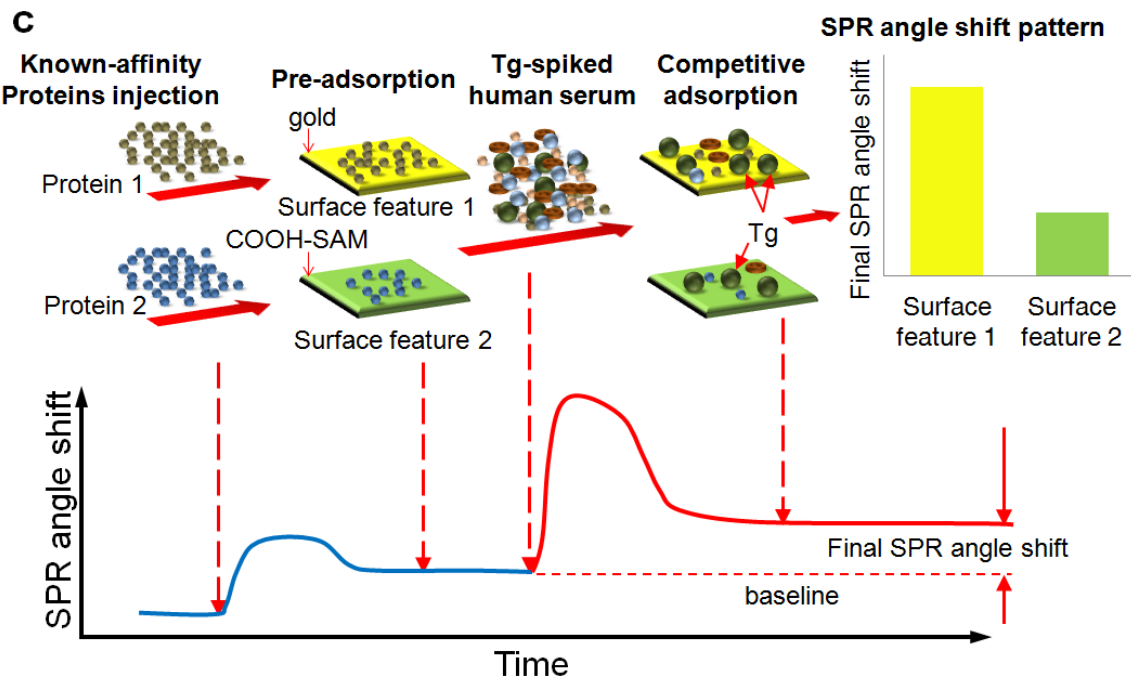 C
SPR angle shift pattern
Known-affinity
Proteins injection
Pre-adsorption
Tg-spiked
human serum
Competitive
adsorption
gold
Protein 1
Surface feature 1
COOH-SAM
Protein 2
Surface feature 2
Tg
Final SPR angle shift
Surface
feature 1
Surface
feature 2
SPR angle shift
Final SPR angle shift
baseline
Time